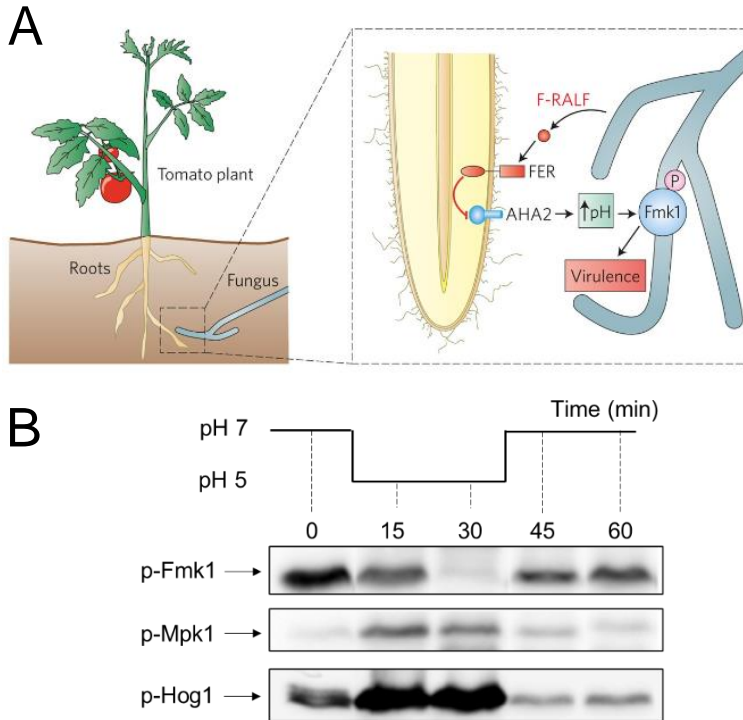 A
Tomato plant
Roots
Fungus
F-RALF
FER
AHA2
↑pH
P
Fmk1
Virulence
B
Time (min)
pH 7
pH 5
0 15 30 45 60
p-Fmk1
p-Mpk1
p-Hog1